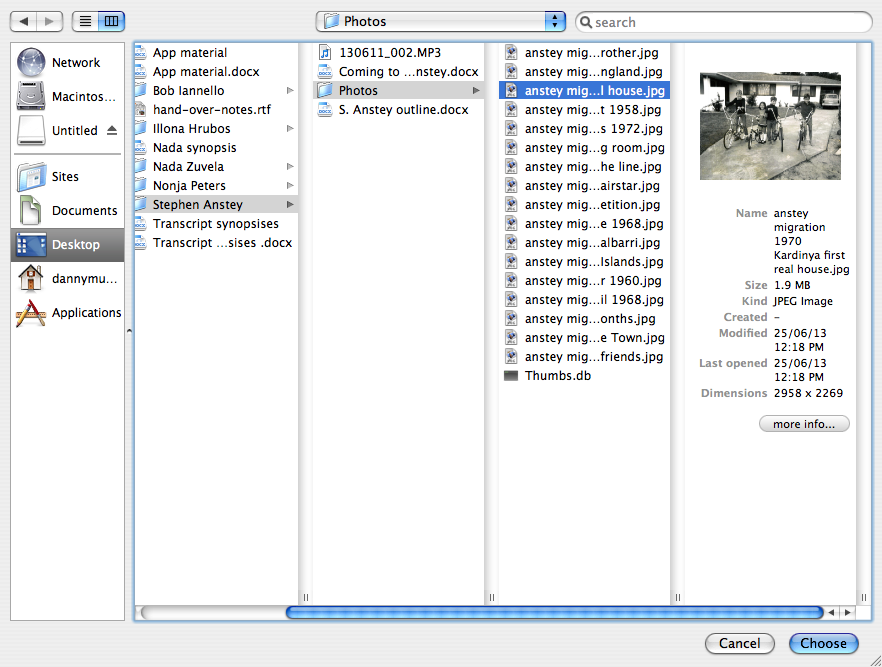 Photos
search
Network
Macintos...
Untitled
Sites
Documents
Desktop
dannymu...
Applications
App material
App material.docx
Bob Iannello
hand-over-notes.rtf
Illona Hrubos
Nada synopsis
Nada Zuvela
Nonja Peters
Stephen Anstey
Transcript synopsises
Transcript ...sises .docx
130611_002.MP3
Coming to ...nstey.docx
Photos
S. Anstey outline.docx
anstey mig...rother.jpg
anstey mig...ngland.jpg
anstey mig...l house.jpg
anstey mig...t 1958.jpg
anstey mig...s 1972.jpg
anstey mig...g room.jpg
anstey mig...he line.jpg
anstey mig...airstar.jpg
anstey mig...etition.jpg
anstey mig...e 1968.jpg
anstey mig...albarri.jpg
anstey mig...Islands.jpg
anstey mig...r 1960.jpg
anstey mig...il 1968.jpg
anstey mig...onths.jpg
anstey mig...e Town.jpg
anstey mig...friends.jpg
Thumbs.db
Name anstey
migration
1970
Kardinya first
real house.jpg
Size 1.9 MB
Kind JPEG Image
Created –
Modified 25/06/13
12:18 PM
Last opened 25/06/13
12:18 PM
Dimensions 2958 x 2269
more info...
Cancel
Choose